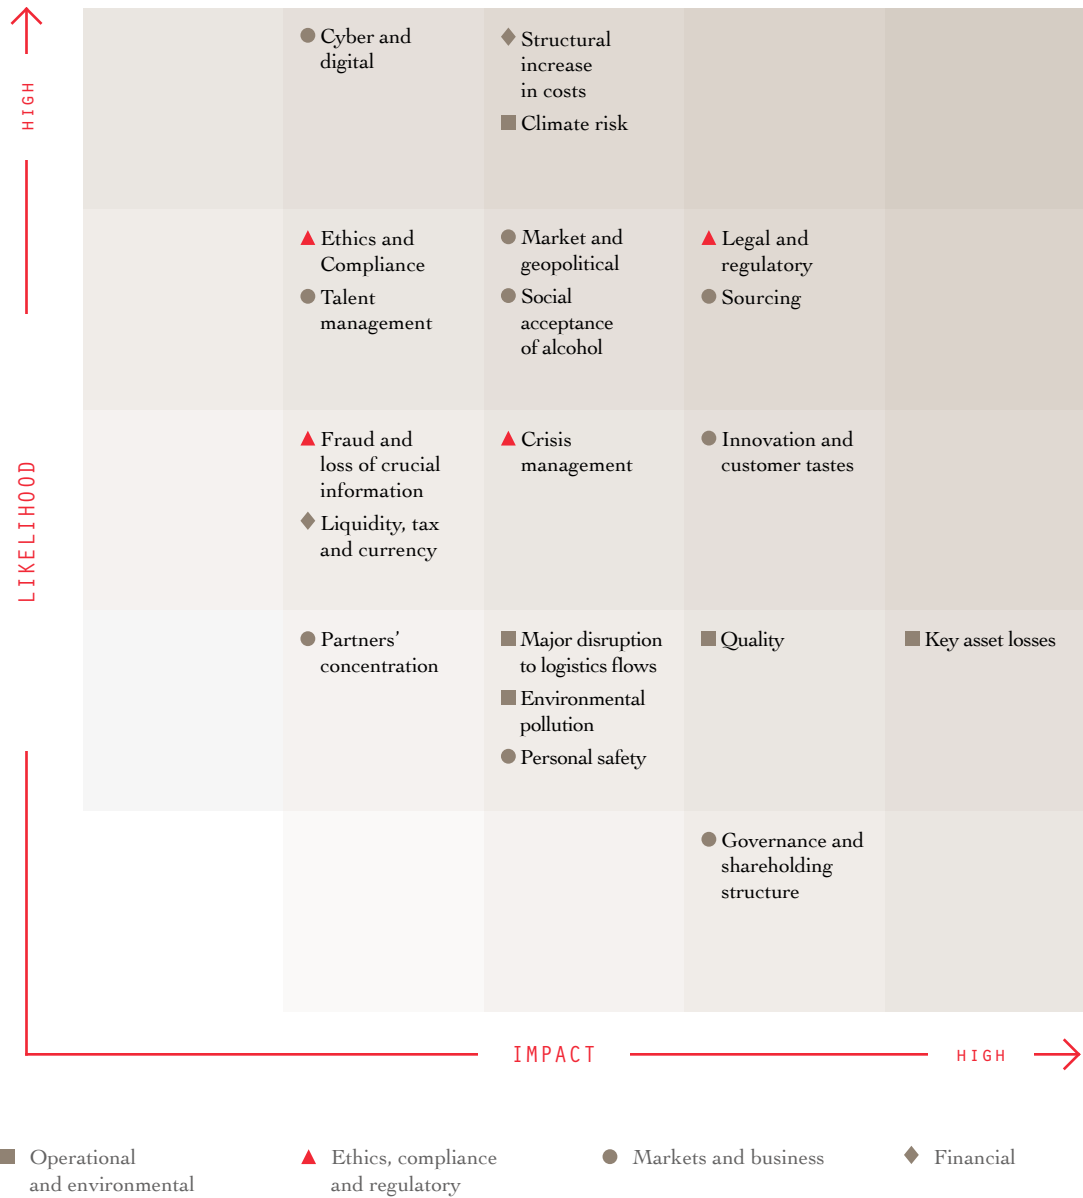 HIGH
LIKELIHOOD
Cyber and
digital
Structural
increase
in costs
Climate risk
Ethics and
Compliance
Talent
management
Market and
geopolitical
Social
acceptance
of alcohol
Legal and
regulatory
Sourcing
Fraud and
loss of crucial
information
Liquidity, tax
and currency
Crisis
management
Innovation and
customer tastes
Partners’
concentration
Major disruption
to logistics flows
Environmental
pollution
Personal safety
Quality
Key asset losses
Governance and
shareholding
structure
IMPACT
HIGH
Operational
and environmental
Ethics, compliance
and regulatory
Markets and business
Financial